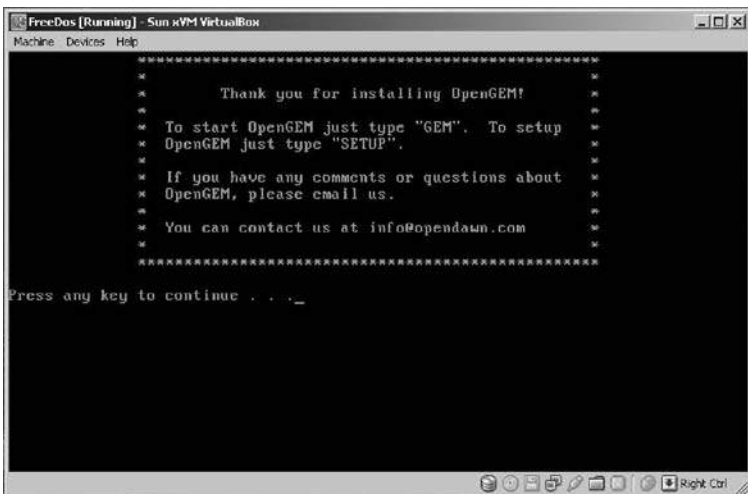 FreeDos [Running] - Sun xVM VirtualBox
Machine Devices Help
*************************************************
Thank you for installing OpenGEM!
To start OpenGEM just type "GEM". To setup
OpenGEM just type "SETUP".
If you have any comments or questions about
OpenGEM, please email us.
You can contact us at info@opendawn.com
*************************************************
Press any key to continue . . ._
Right Ctrl